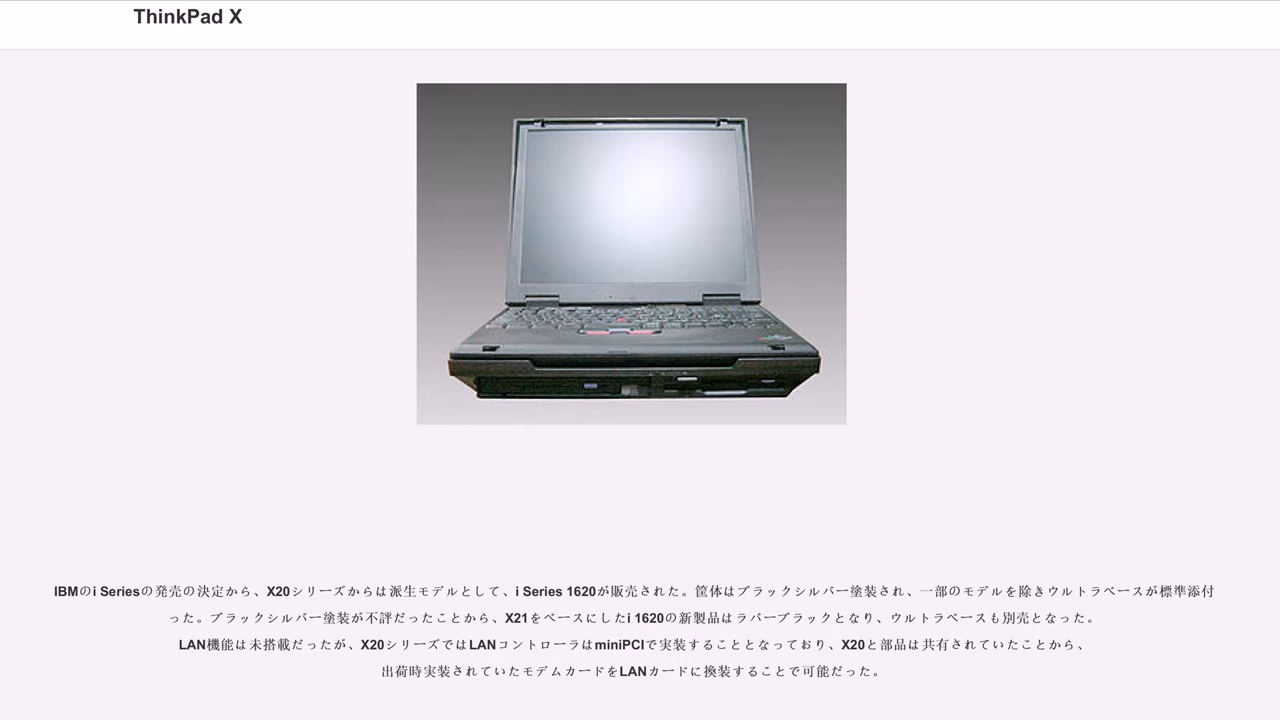 ThinkPad X
IBMのi Seriesの発売の決定から、X20シリーズからは派生モデルとして、i Series 1620が販売された。筐体はブラックシルバー塗装され、一部のモデルを除きウルトラベースが標準添付
った。ブラックシルバー塗装が不評だったことから、X21をベースにしたi 1620の新製品はラバーブラックとなり、ウルトラベースも別売となった。
LAN機能は未搭載だったが、X20シリーズではLANコントローラはminiPCIで実装することとなっており、X20と部品は共有されていたことから、
出荷時実装されていたモデムカードをLANカードに換装することで可能だった。